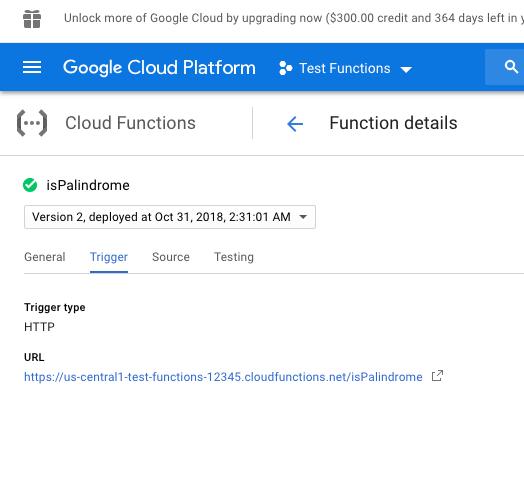 Unlock more of Google Cloud by upgrading now ($300.00 credit and 364 days left in
Google Cloud Platform Test Functions
Cloud Functions Function details
isPalindrome
Version 2, deployed at Oct 31, 2018, 2:31:01 AM
General Trigger Source Testing
Trigger type
HTTP
URL
https://us-central1-test-functions-12345.cloudfunctions.net/isPalindrome